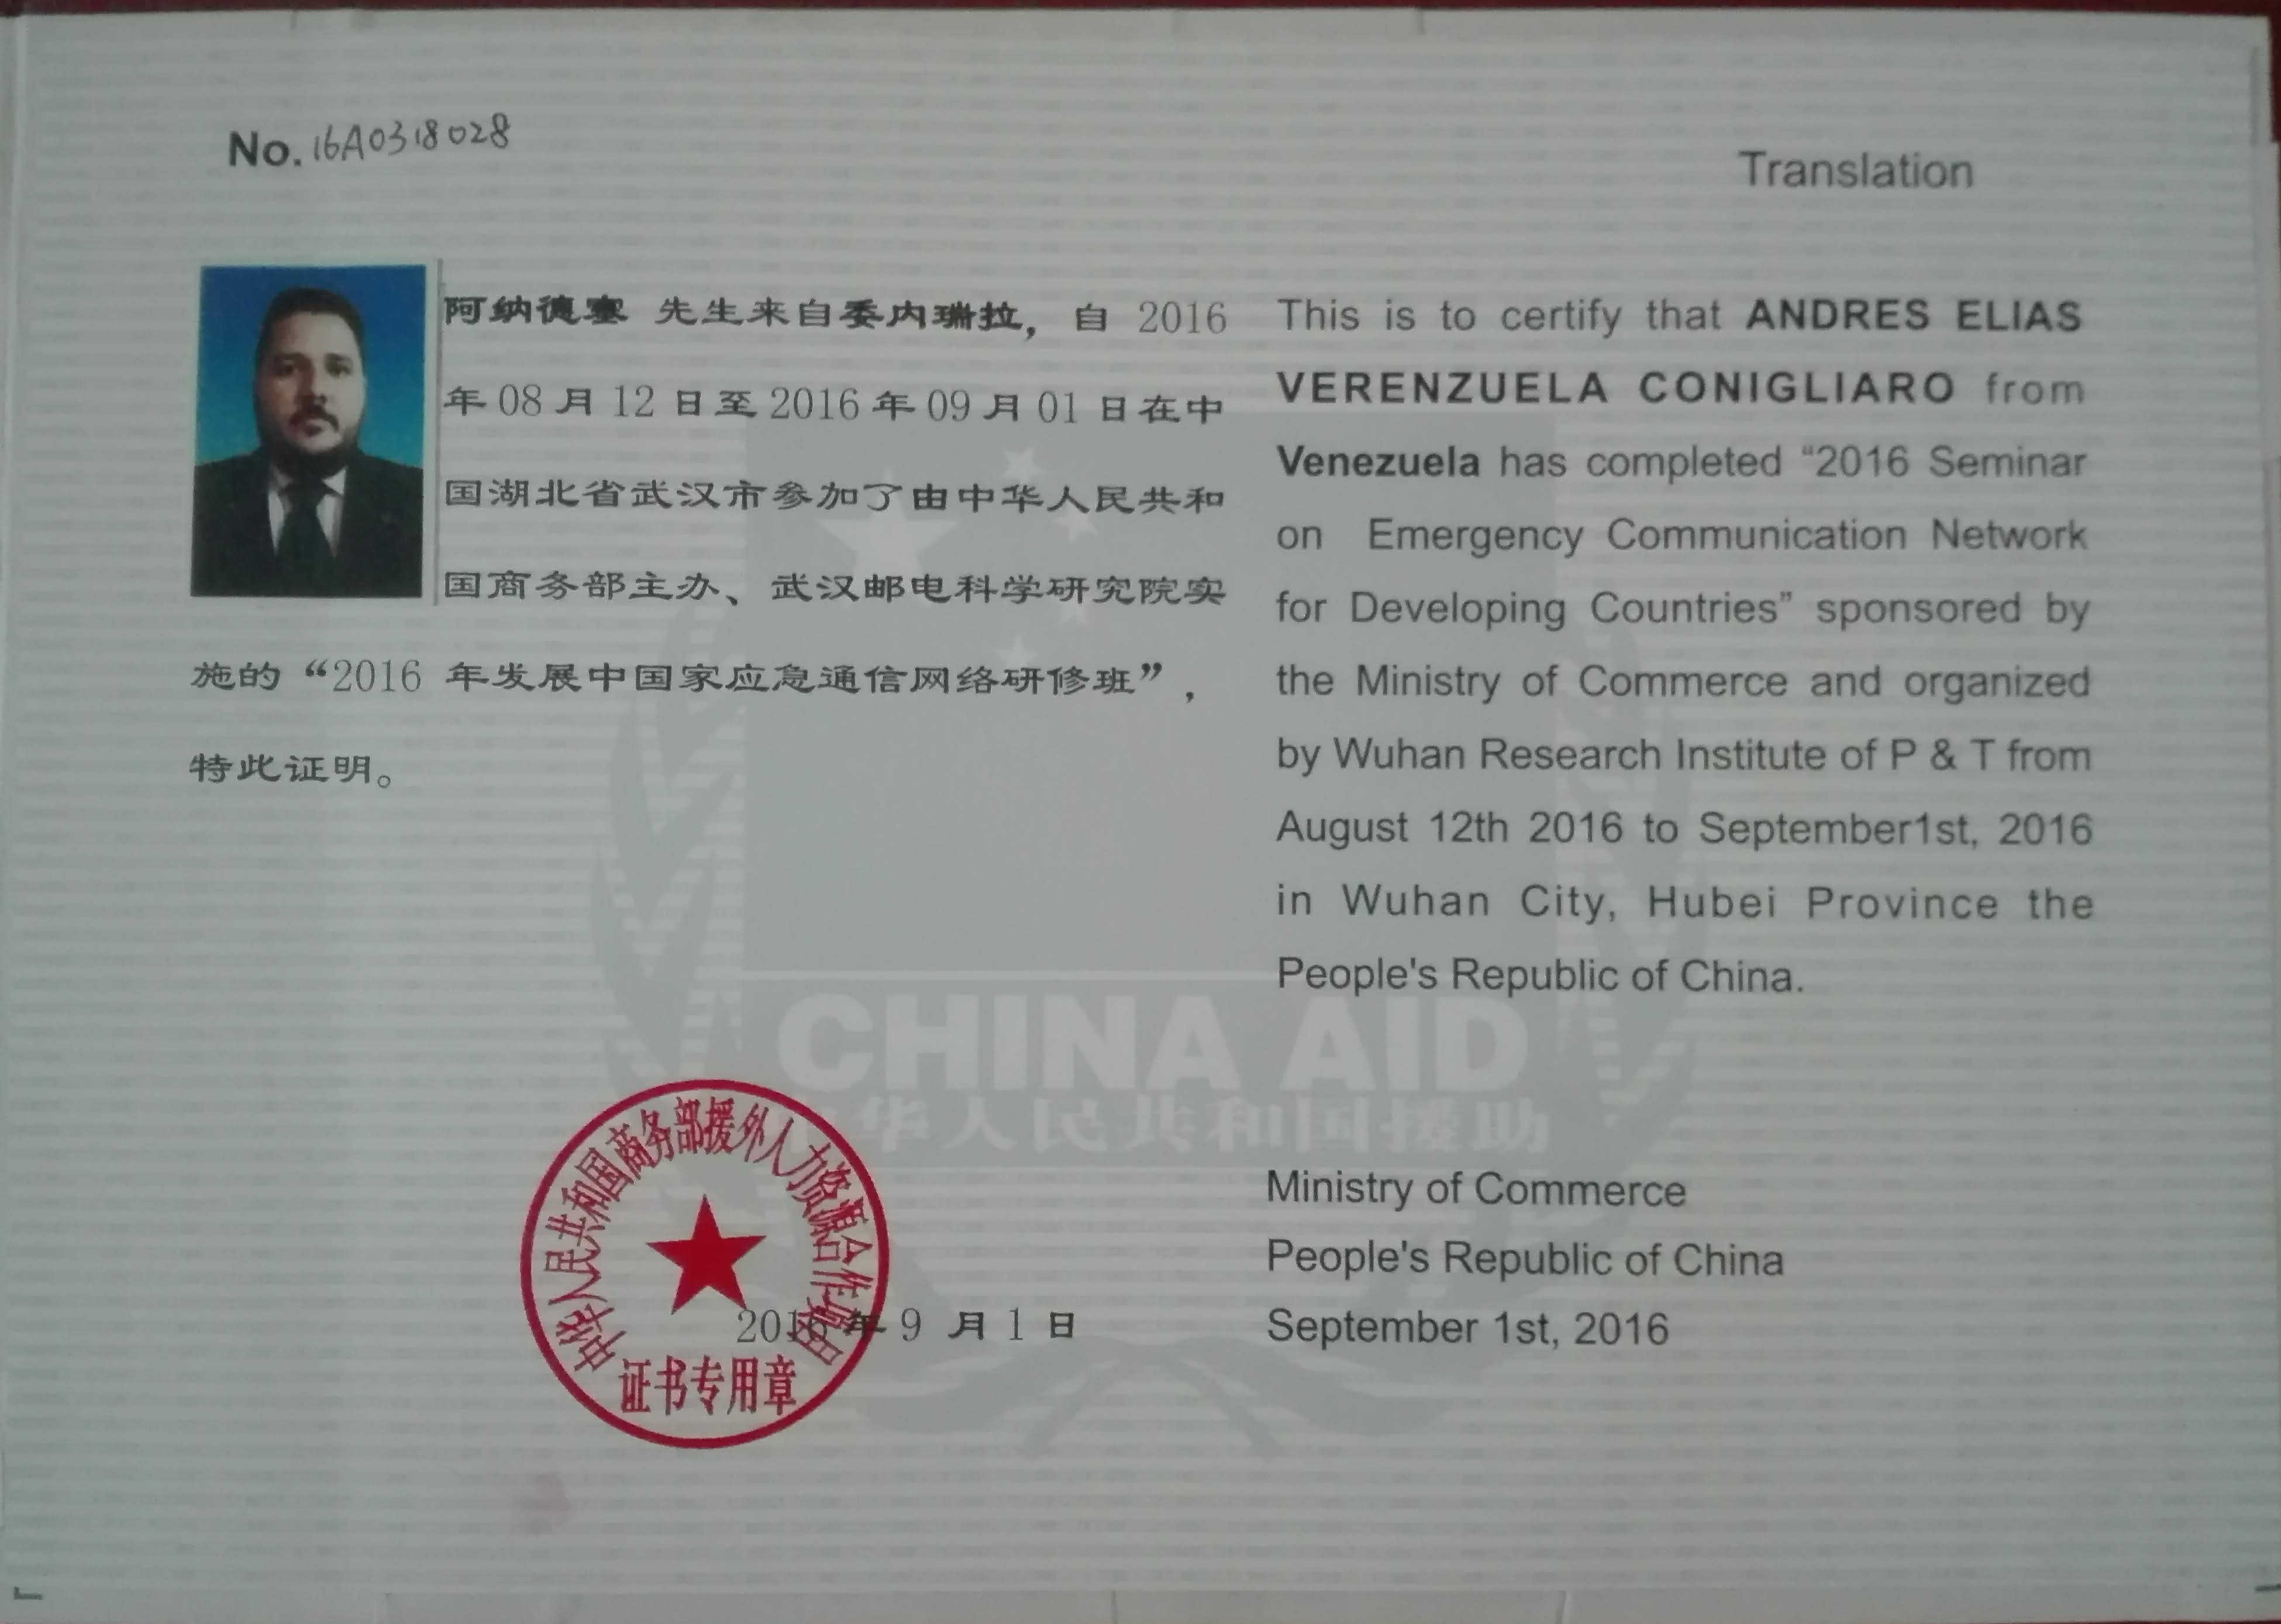 No. 16A0318028
阿纳德塞 先生来自委内瑞拉，自 2016
年 08 月 12 日至 2016 年 09 月 01 日在中
国湖北省武汉市参加了由中华人民共和
国商务部主办、武汉邮电科学研究院实
施的“2016 年发展中国家应急通信网络研修班”，
特此证明。
中华人民共和国商务部援外人力资源合作项目
证书专用章
2016 年 9 月 1 日
Translation
This is to certify that ANDRES ELIAS
VERENZUELA CONIGLIARO from
Venezuela has completed “2016 Seminar
on Emergency Communication Network
for Developing Countries” sponsored by
the Ministry of Commerce and organized
by Wuhan Research Institute of P & T from
August 12th 2016 to September1st, 2016
in Wuhan City, Hubei Province the
People's Republic of China.
CHINA AID
华人民共和国援助
Ministry of Commerce
People's Republic of China
September 1st, 2016